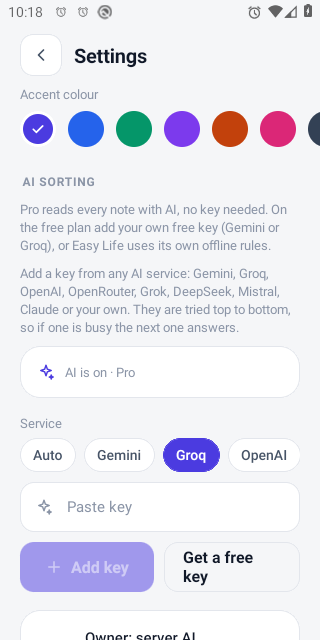 10:18
Settings
Accent colour
AI SORTING
Pro reads every note with AI, no key needed. On
the free plan add your own free key (Gemini or
Groq), or Easy Life uses its own offline rules.
Add a key from any AI service: Gemini, Groq,
OpenAI, OpenRouter, Grok, DeepSeek, Mistral,
Claude or your own. They are tried top to bottom,
so if one is busy the next one answers.
AI is on · Pro
Service
Auto Gemini Groq OpenAI
Paste key
Add key
Get a free
key
Owner: server AI